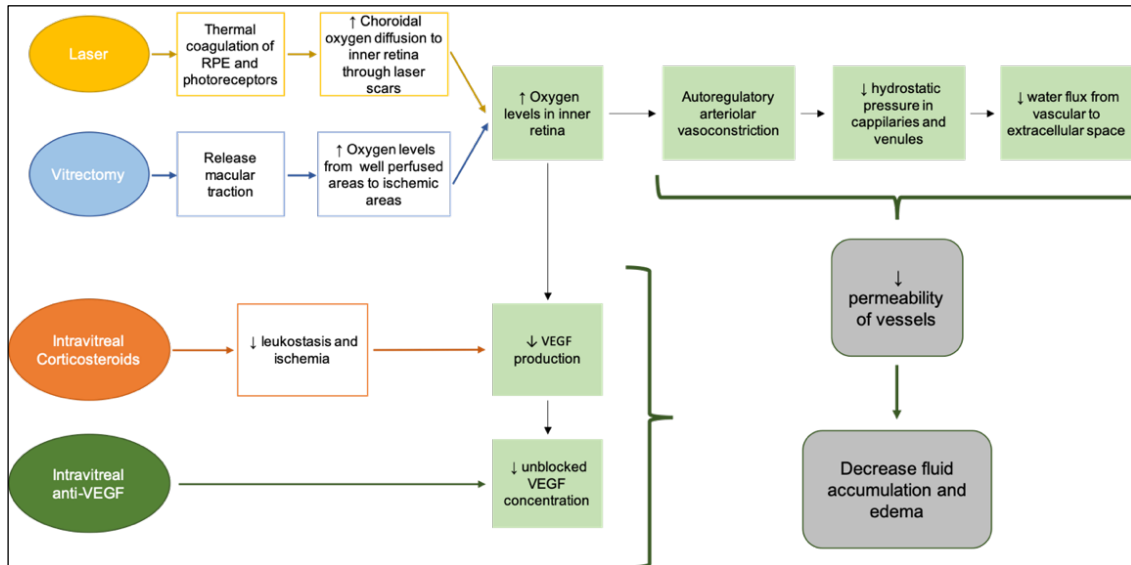 Laser
Thermal
coagulation of
RPE and
photoreceptors
↑ Choroidal
oxygen diffusion to
inner retina
through laser
scars
↑ Oxygen
levels in inner
retina
Autoregulatory
arteriolar
vasoconstriction
↓ hydrostatic
pressure in
cappilaries and
venules
↓ water flux from
vascular to
extracellular space
Vitrectomy
Release
macular
traction
↑ Oxygen levels
from well perfused
areas to ischemic
areas
↓
permeability
of vessels
Intravitreal
Corticosteroids
↓ leukostasis and
ischemia
↓ VEGF
production
Intravitreal
anti-VEGF
↓ unblocked
VEGF
concentration
Decrease fluid
accumulation and
edema